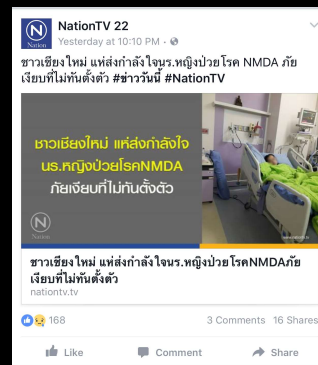 NationTV 22
Yesterday at 10:10 PM ·
ชาวเชียงใหม่ แห่ส่งกำลังใจนร.หญิงป่วยโรค NMDA ภัย
เงียบที่ไม่ทันตั้งตัว #ข่าววันนี้ #NationTV
ชาวเชียงใหม่ แห่ส่งกำลังใจ
นร.หญิงป่วยโรคNMDA
ภัยเงียบที่ไม่ทันตั้งตัว
N
Nation
ชาวเชียงใหม่ แห่ส่งกำลังใจนร.หญิงป่วยโรคNMDAภัย
เงียบที่ไม่ทันตั้งตัว
nationtv.tv
168
3 Comments 16 Shares
Like Comment Share